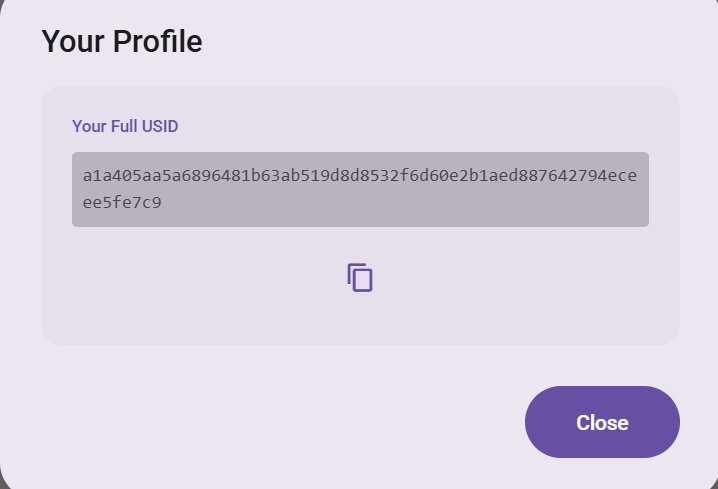 Your Profile
Your Full USID
a1a405aa5a6896481b63ab519d8d8532f6d60e2b1aed887642794ece
ee5fe7c9
Close